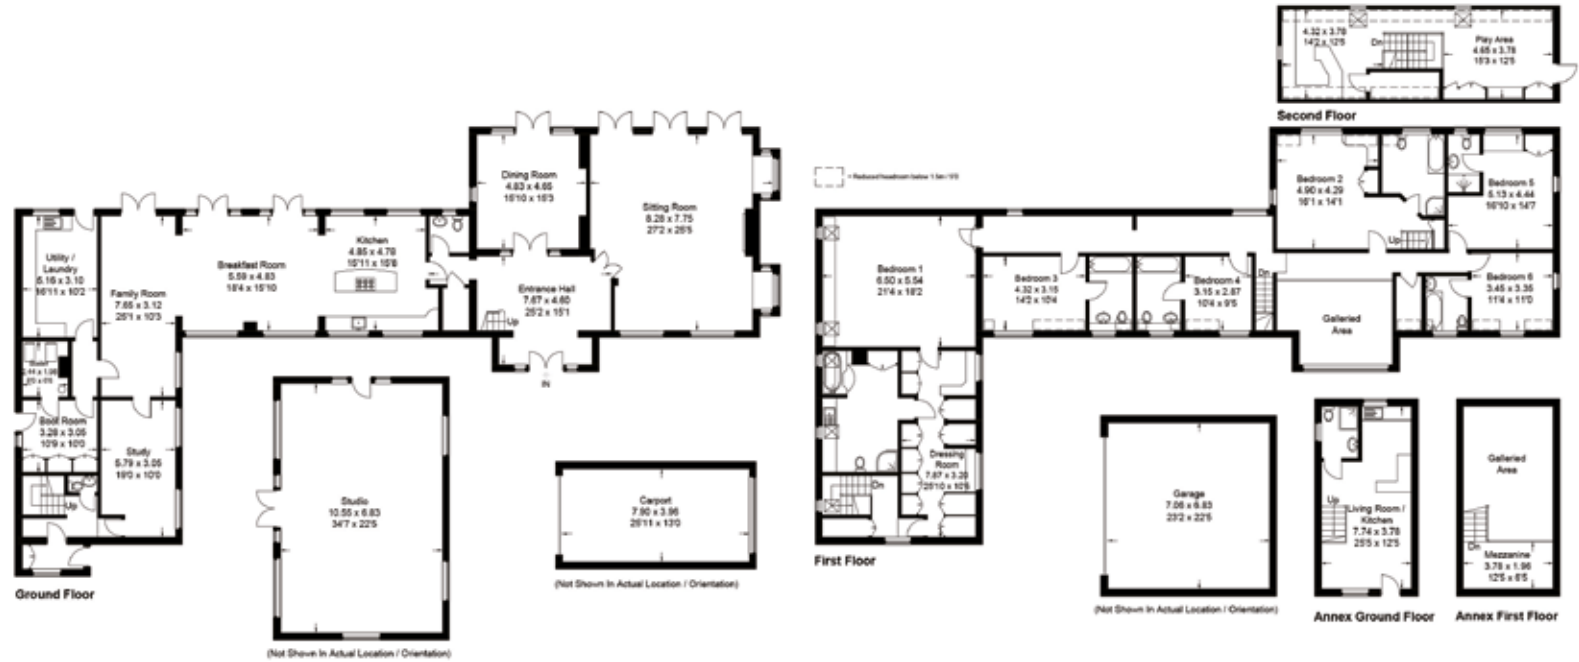 4.32 x 3.78
14'2 x 12'5
Dn
Play Area
4.65 x 3.78
15'3 x 12'5
Second Floor
= Reduced headroom below 1.5m / 5'0
Dining Room
4.83 x 4.65
15'10 x 15'3
Sitting Room
8.28 x 7.75
27'2 x 25'5
Kitchen
4.85 x 4.78
15'11 x 15'8
Utility /
Laundry
5.16 x 3.10
16'11 x 10'2
Breakfast Room
5.59 x 4.83
18'4 x 15'10
Family Room
7.65 x 3.12
25'1 x 10'3
Entrance Hall
7.67 x 4.60
25'2 x 15'1
Up
IN
Boot Room
3.28 x 3.05
10'9 x 10'0
Study
5.79 x 3.05
19'0 x 10'0
Up
Ground Floor
Studio
10.55 x 6.83
34'7 x 22'5
(Not Shown In Actual Location / Orientation)
Carport
7.90 x 3.96
25'11 x 13'0
(Not Shown In Actual Location / Orientation)
Bedroom 2
4.90 x 4.29
16'1 x 14'1
Up
Bedroom 5
5.13 x 4.44
16'10 x 14'7
Bedroom 1
6.50 x 5.54
21'4 x 18'2
Bedroom 3
4.32 x 3.15
14'2 x 10'4
Bedroom 4
3.15 x 2.87
10'4 x 9'5
Dn
Bedroom 6
3.45 x 3.35
11'4 x 11'0
Galleried
Area
Dressing
Room
7.87 x 3.20
25'10 x 10'6
Dn
First Floor
Garage
7.06 x 6.83
23'2 x 22'5
(Not Shown In Actual Location / Orientation)
Up
Living Room /
Kitchen
7.74 x 3.78
25'5 x 12'5
Annex Ground Floor
Galleried
Area
Dn
Mezzanine
3.78 x 1.96
12'5 x 6'5
Annex First Floor